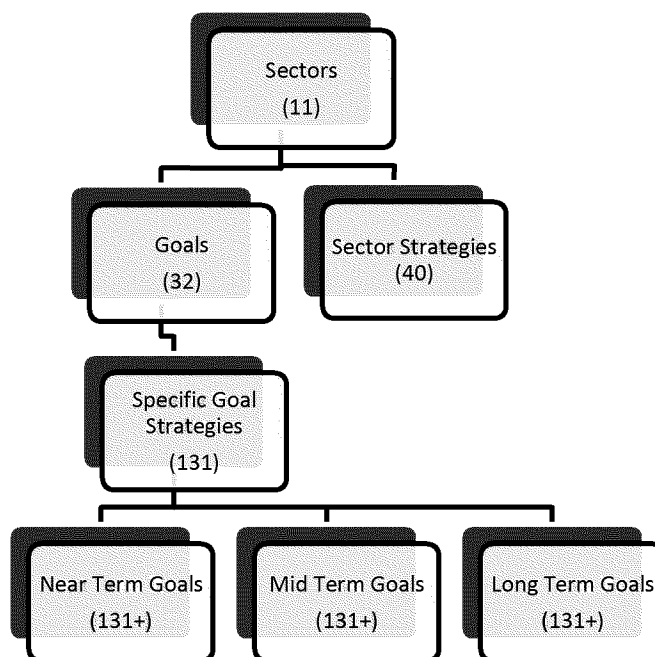 Sectors
(11)
Goals
(32)
Sector Strategies
(40)
Specific Goal
Strategies
(131)
Near Term Goals
(131+)
Mid Term Goals
(131+)
Long Term Goals
(131+)